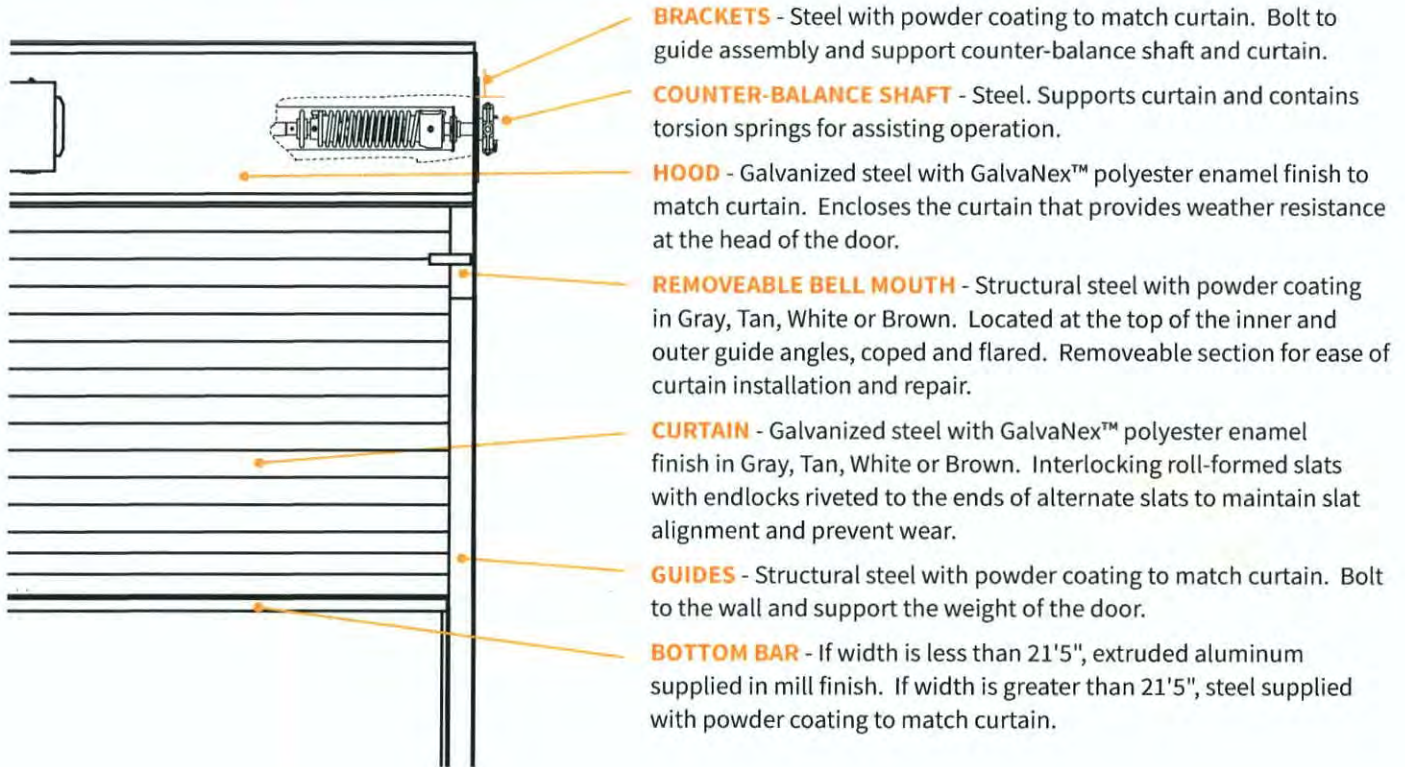 BRACKETS - Steel with powder coating to match curtain. Bolt to
guide assembly and support counter-balance shaft and curtain.
COUNTER-BALANCE SHAFT - Steel. Supports curtain and contains
torsion springs for assisting operation.
HOOD - Galvanized steel with GalvaNex™ polyester enamel finish to
match curtain. Encloses the curtain that provides weather resistance
at the head of the door.
REMOVEABLE BELL MOUTH - Structural steel with powder coating
in Gray, Tan, White or Brown. Located at the top of the inner and
outer guide angles, coped and flared. Removeable section for ease of
curtain installation and repair.
CURTAIN - Galvanized steel with GalvaNex™ polyester enamel
finish in Gray, Tan, White or Brown. Interlocking roll-formed slats
with endlocks riveted to the ends of alternate slats to maintain slat
alignment and prevent wear.
GUIDES - Structural steel with powder coating to match curtain. Bolt
to the wall and support the weight of the door.
BOTTOM BAR - If width is less than 21'5", extruded aluminum
supplied in mill finish. If width is greater than 21'5", steel supplied
with powder coating to match curtain.